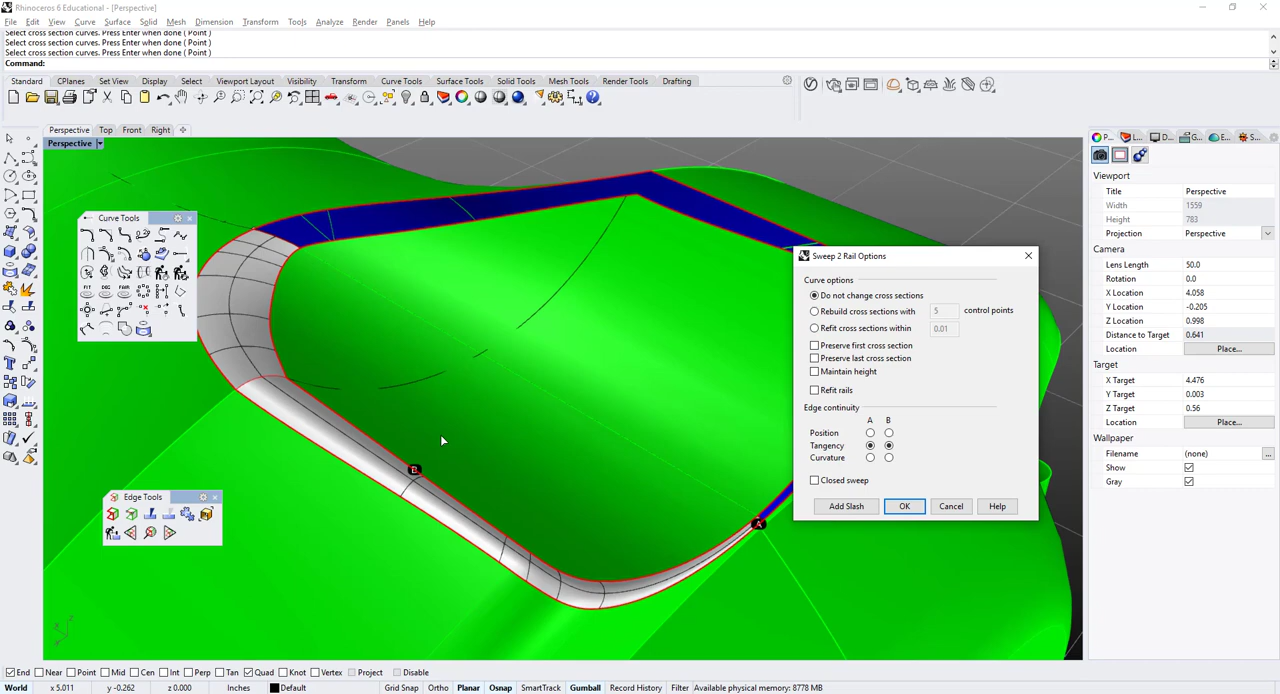 Rhinoceros 6 Educational - [Perspective]
File Edit View Curve Surface Solid Mesh Dimension Transform Tools Analyze Render Panels Help
Select cross section curves. Press Enter when done ( Point )
Select cross section curves. Press Enter when done ( Point )
Select cross section curves. Press Enter when done ( Point )
Command:
Standard CPlanes Set View Display Select Viewport Layout Visibility Transform Curve Tools Surface Tools Solid Tools Mesh Tools Render Tools Drafting
Perspective Top Front Right
Perspective
Curve Tools
FIT DEG FAIR
Edge Tools
B
A
z
x
Sweep 2 Rail Options
Curve options
Do not change cross sections
Rebuild cross sections with 5 control points
Refit cross sections within 0.01
Preserve first cross section
Preserve last cross section
Maintain height
Refit rails
Edge continuity
A B
Position
Tangency
Curvature
Closed sweep
Add Slash OK Cancel Help
P... L... D... G... E... S...
Viewport
Title Perspective
Width 1559
Height 783
Projection Perspective
Camera
Lens Length 50.0
Rotation 0.0
X Location 4.058
Y Location -0.205
Z Location 0.998
Distance to Target 0.641
Location Place...
Target
X Target 4.476
Y Target 0.003
Z Target 0.56
Location Place...
Wallpaper
Filename (none) ...
Show
Gray
End Near Point Mid Cen Int Perp Tan Quad Knot Vertex Project Disable
World x 5.011 y -0.262 z 0.000 Inches Default Grid Snap Ortho Planar Osnap SmartTrack Gumball Record History Filter Available physical memory: 8778 MB